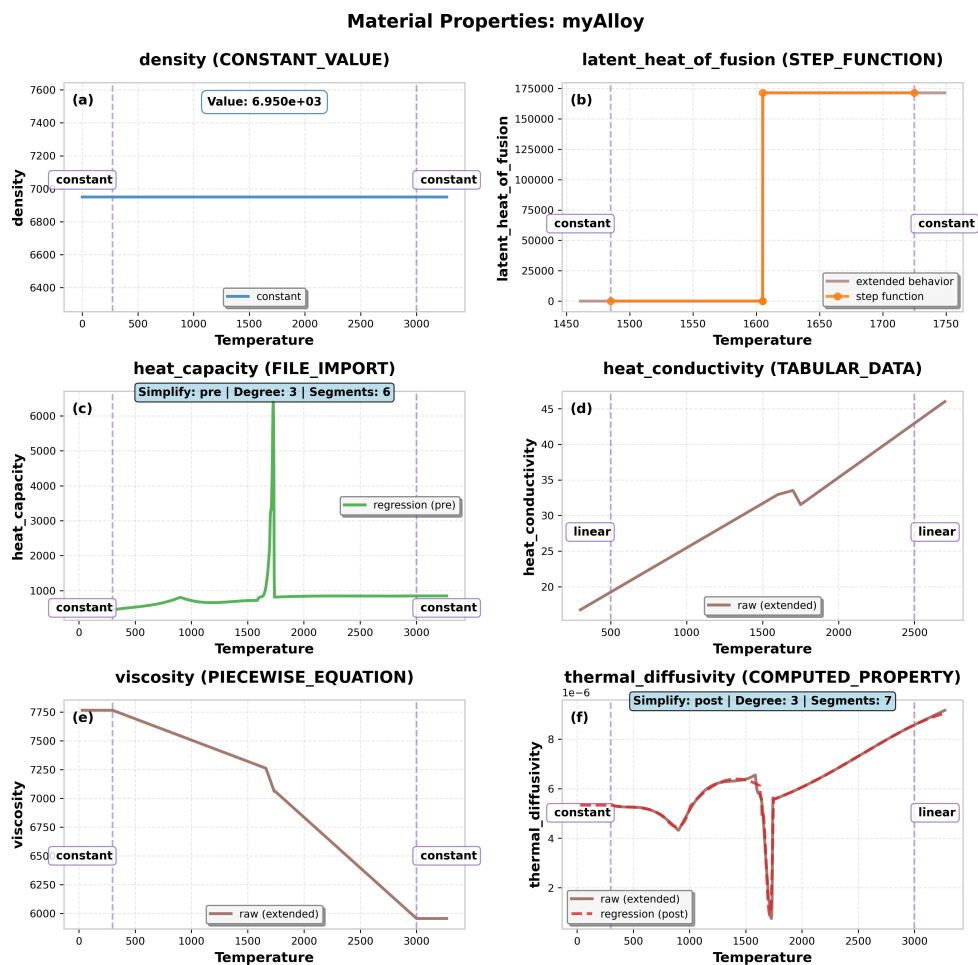 Material Properties: myAlloy
density (CONSTANT_VALUE)
(a)
Value: 6.950e+03
constant
constant
density
7600
7400
7200
7000
6800
6600
6400
constant
0
500
1000
1500
2000
2500
3000
Temperature
latent_heat_of_fusion (STEP_FUNCTION)
(b)
latent_heat_of_fusion
175000
150000
125000
100000
75000
50000
25000
0
constant
constant
extended behavior
step function
1450
1500
1550
1600
1650
1700
1750
Temperature
heat_capacity (FILE_IMPORT)
Simplify: pre | Degree: 3 | Segments: 6
(c)
heat_capacity
6000
5000
4000
3000
2000
1000
regression (pre)
constant
constant
0
500
1000
1500
2000
2500
3000
Temperature
heat_conductivity (TABULAR_DATA)
(d)
heat_conductivity
45
40
35
30
25
20
linear
linear
raw (extended)
500
1000
1500
2000
2500
Temperature
viscosity (PIECEWISE_EQUATION)
(e)
viscosity
7750
7500
7250
7000
6750
6500
6250
6000
constant
constant
raw (extended)
0
500
1000
1500
2000
2500
3000
Temperature
thermal_diffusivity (COMPUTED_PROPERTY)
1e−6
Simplify: post | Degree: 3 | Segments: 7
(f)
thermal_diffusivity
8
6
4
2
constant
linear
raw (extended)
regression (post)
0
500
1000
1500
2000
2500
3000
Temperature